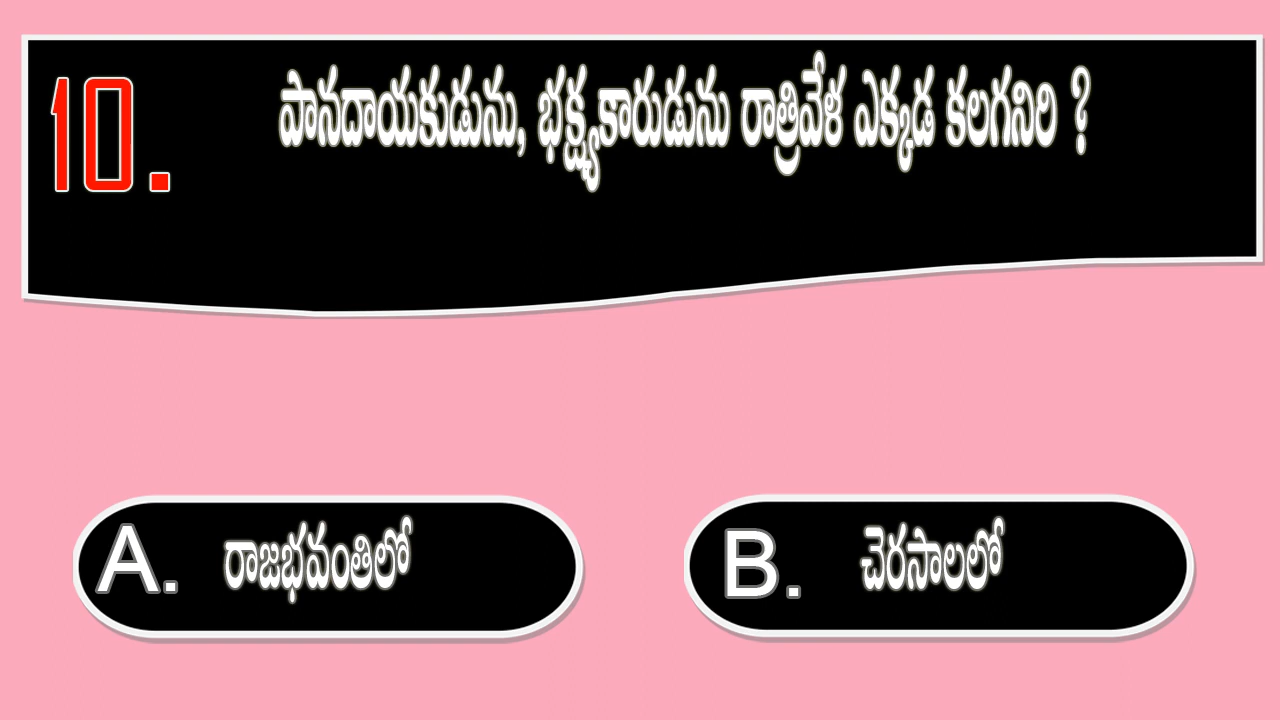 10. పానదాయకుడును, భక్ష్యకారుడును రాత్రివేళ ఎక్కడ కలగనిరి ?
A. రాజభవంతిలో
B. చెరసాలలో